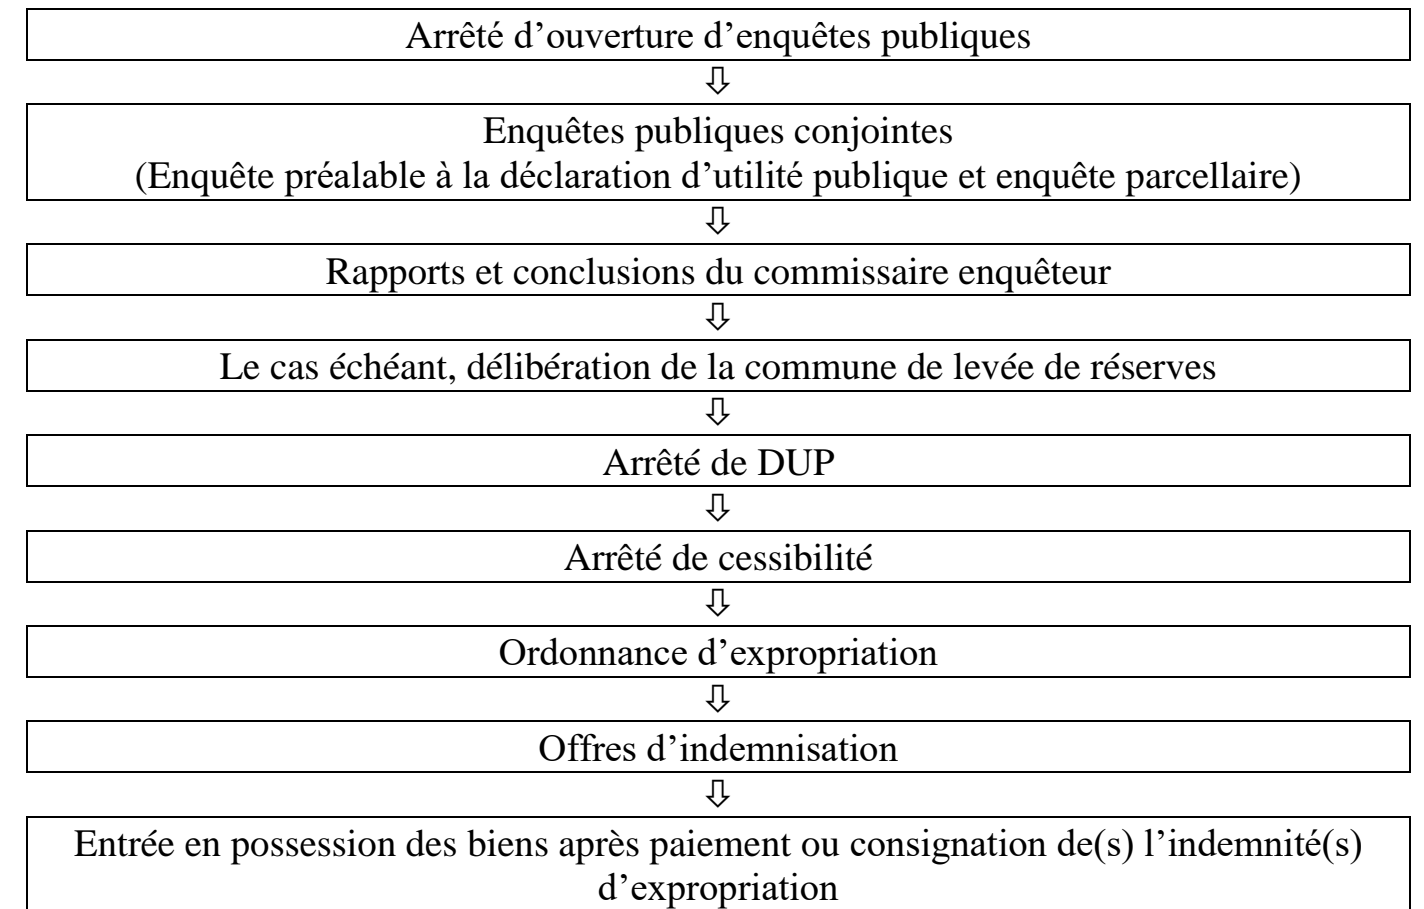 Arrêté d’ouverture d’enquêtes publiques
⇩
Enquêtes publiques conjointes
(Enquête préalable à la déclaration d’utilité publique et enquête parcellaire)
⇩
Rapports et conclusions du commissaire enquêteur
⇩
Le cas échéant, délibération de la commune de levée de réserves
⇩
Arrêté de DUP
⇩
Arrêté de cessibilité
⇩
Ordonnance d’expropriation
⇩
Offres d’indemnisation
⇩
Entrée en possession des biens après paiement ou consignation de(s) l’indemnité(s)
d’expropriation